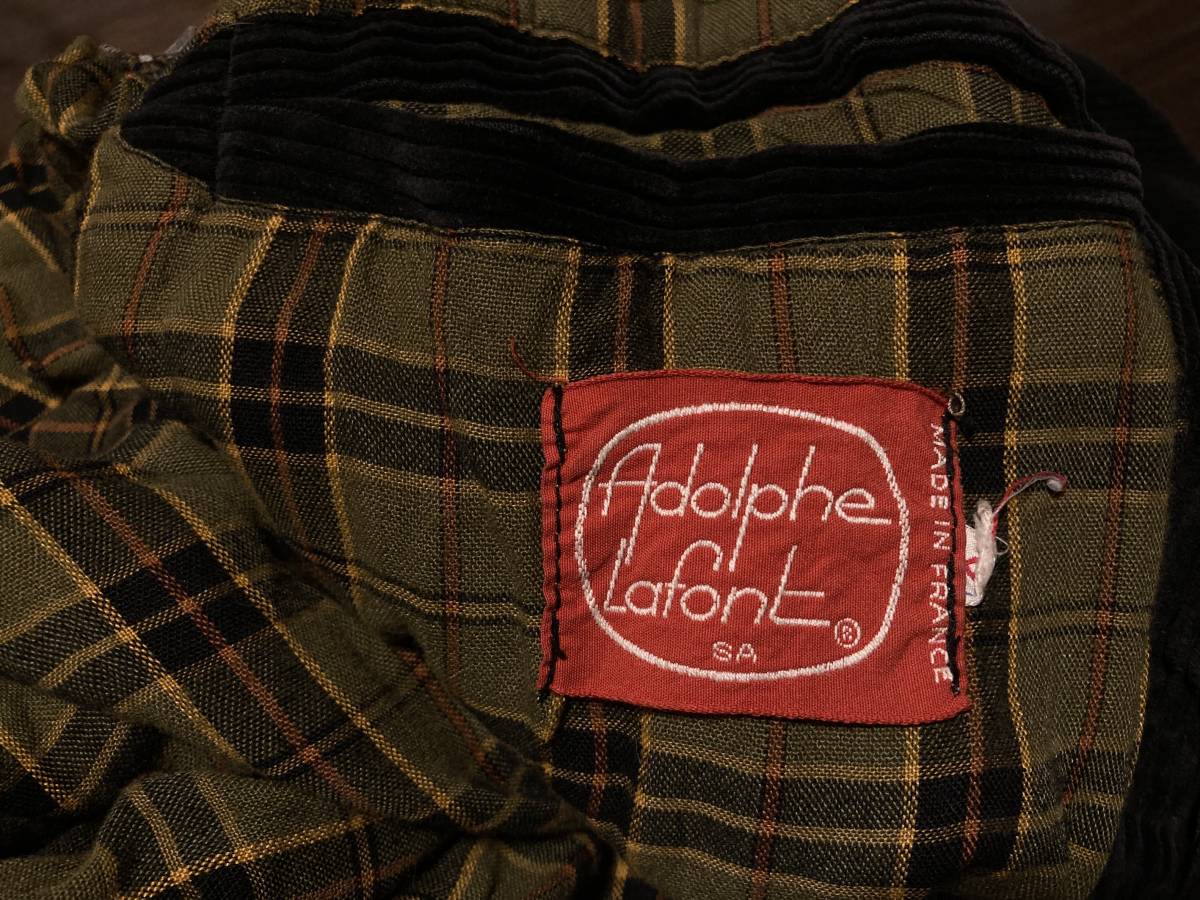 Adolphe
Lafont
SA ®
MADE IN FRANCE